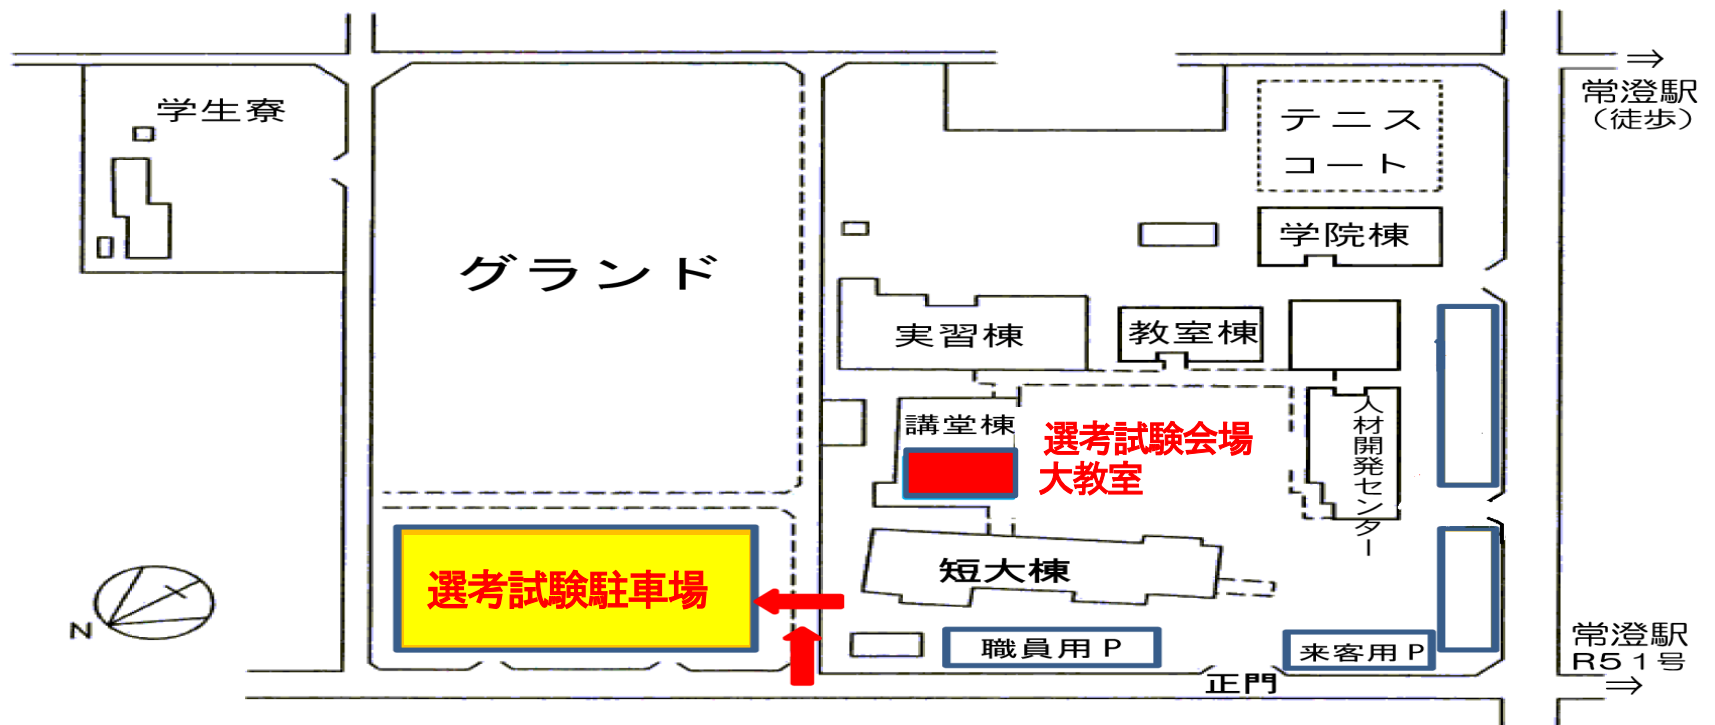 学生寮
グランド
テニス
コート
⇒
常澄駅
（徒歩）
学院棟
実習棟
教室棟
講堂棟
選考試験会場
大教室
人材開発センター
短大棟
選考試験駐車場
N
職員用P
来客用P
正門
常澄駅
R51号
⇒